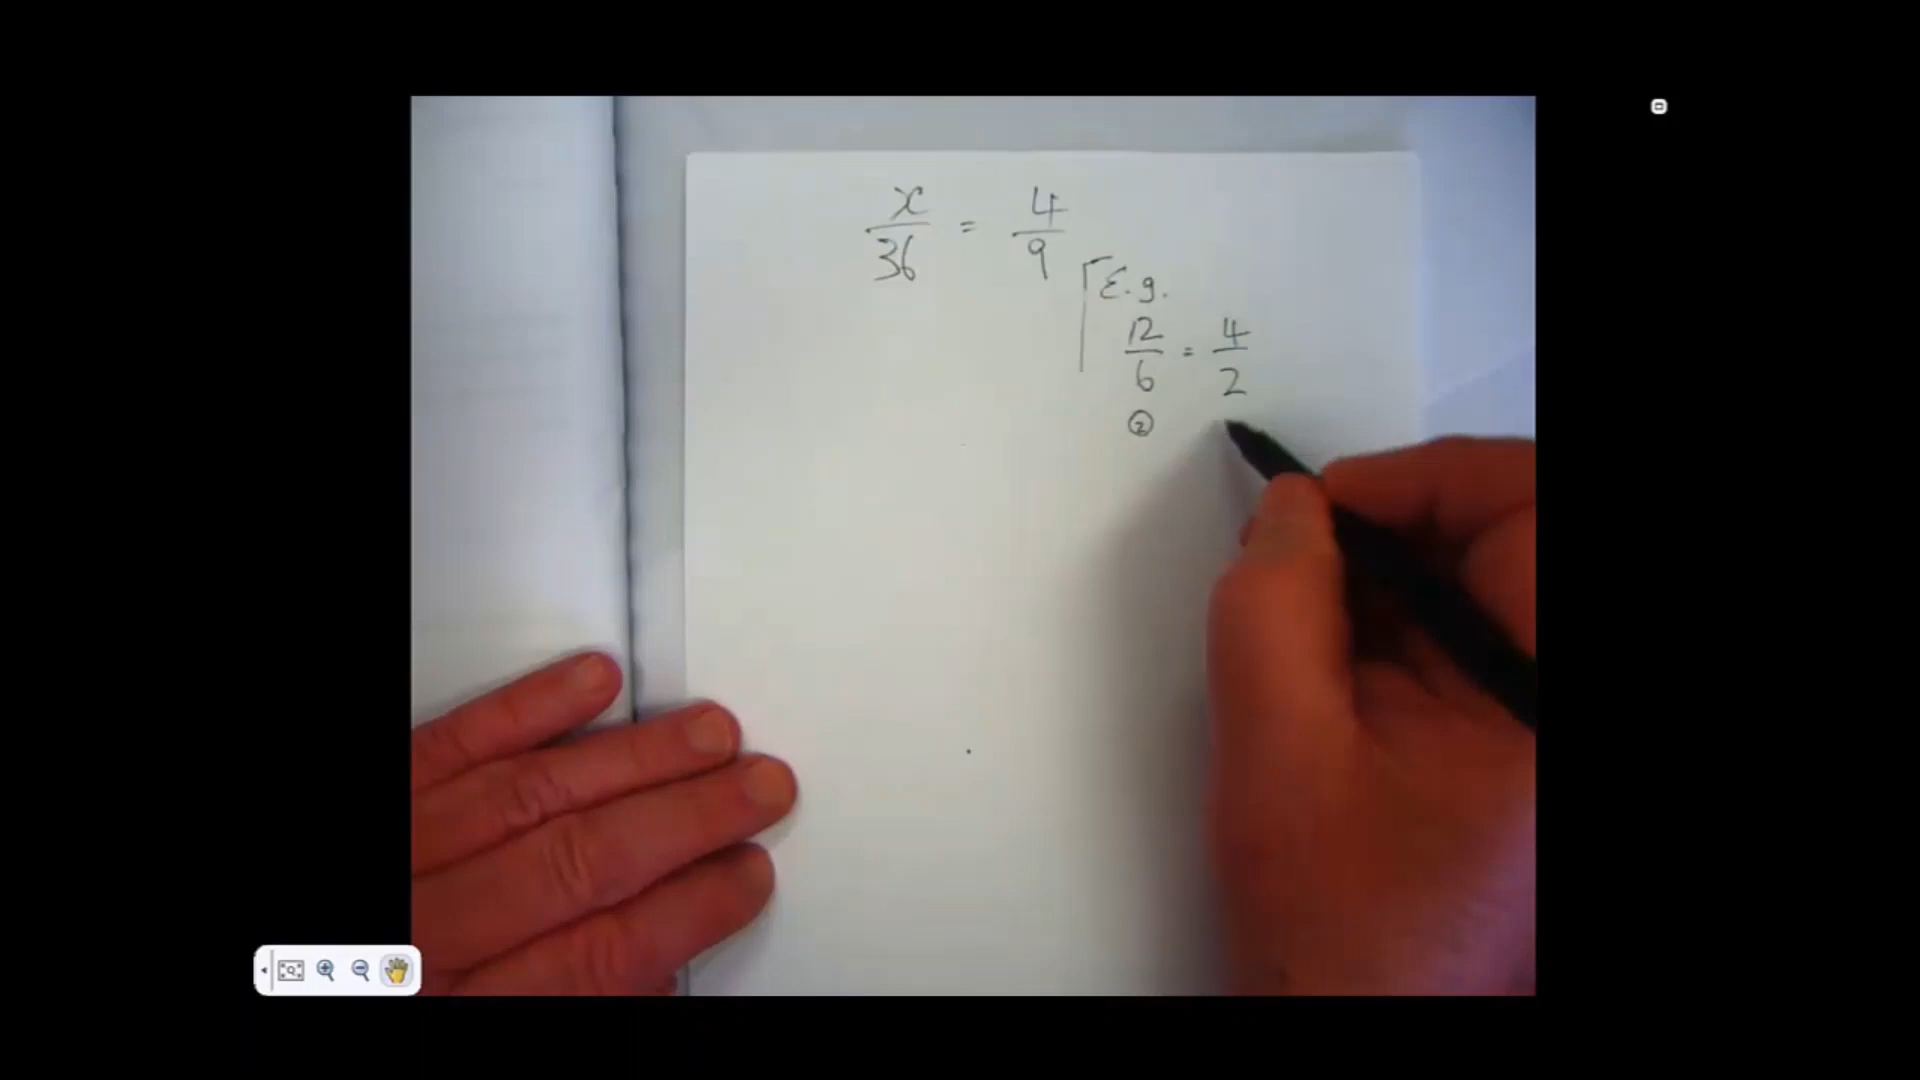 x/36 = 4/9
E.g.
12/6 = 4/2
②